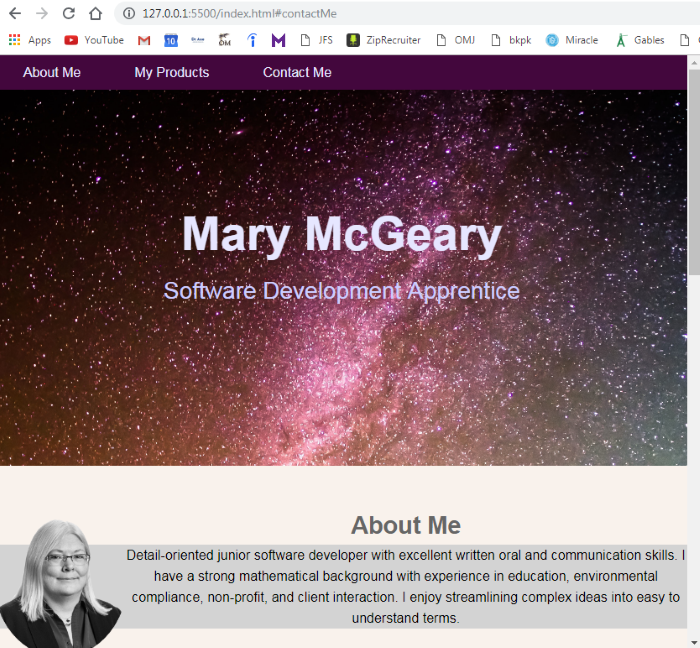 127.0.0.1:5500/index.html#contactMe
Apps YouTube 10 DM JFS ZipRecruiter OMJ bkpk Miracle Gables
About Me My Products Contact Me
Mary McGeary
Software Development Apprentice
About Me
Detail-oriented junior software developer with excellent written oral and communication skills. I
have a strong mathematical background with experience in education, environmental
compliance, non-profit, and client interaction. I enjoy streamlining complex ideas into easy to
understand terms.